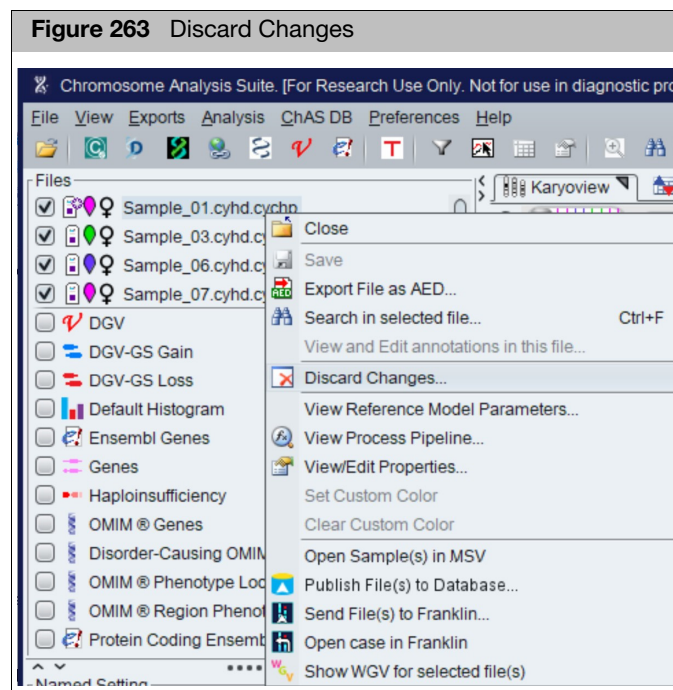 Figure 263 Discard Changes
Chromosome Analysis Suite. [For Research Use Only. Not for use in diagnostic pro
File View Exports Analysis ChAS DB Preferences Help
Files
Karyoview
Sample_01.cyhd.cychp
Sample_03.cyhd.cy
Sample_06.cyhd.cy
Sample_07.cyhd.cy
DGV
DGV-GS Gain
DGV-GS Loss
Default Histogram
Ensembl Genes
Genes
Haploinsufficiency
OMIM ® Genes
Disorder-Causing OMIM
OMIM ® Phenotype Loc
OMIM ® Region Phenot
Protein Coding Ensemb
Named Setting
Close
Save
Export File as AED...
Search in selected file... Ctrl+F
View and Edit annotations in this file...
Discard Changes...
View Reference Model Parameters...
View Process Pipeline...
View/Edit Properties...
Set Custom Color
Clear Custom Color
Open Sample(s) in MSV
Publish File(s) to Database...
Send File(s) to Franklin...
Open case in Franklin
Show WGV for selected file(s)